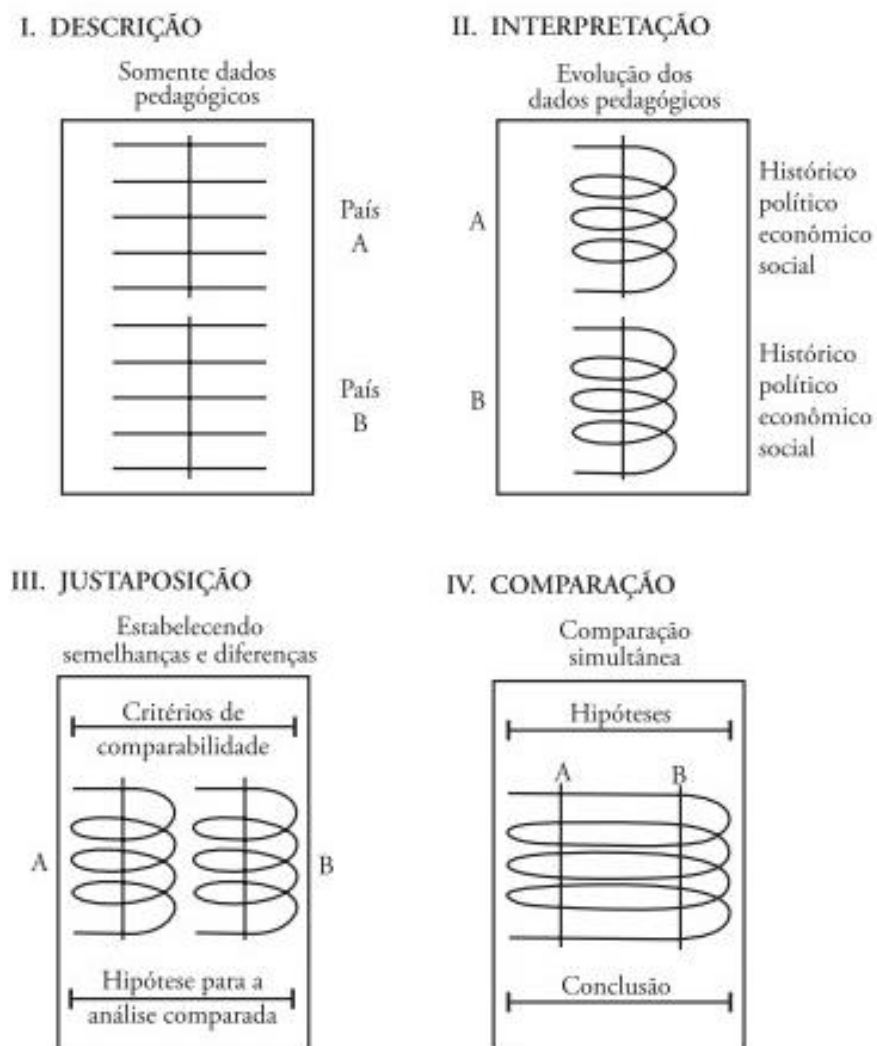 I. DESCRIÇÃO
Somente dados
pedagógicos
País
A
País
B
II. INTERPRETAÇÃO
Evolução dos
dados pedagógicos
A
Histórico
político
econômico
social
B
Histórico
político
econômico
social
III. JUSTAPOSIÇÃO
Estabelecendo
semelhanças e diferenças
Critérios de
comparabilidade
A
B
Hipótese para a
análise comparada
IV. COMPARAÇÃO
Comparação
simultânea
Hipóteses
A B
Conclusão